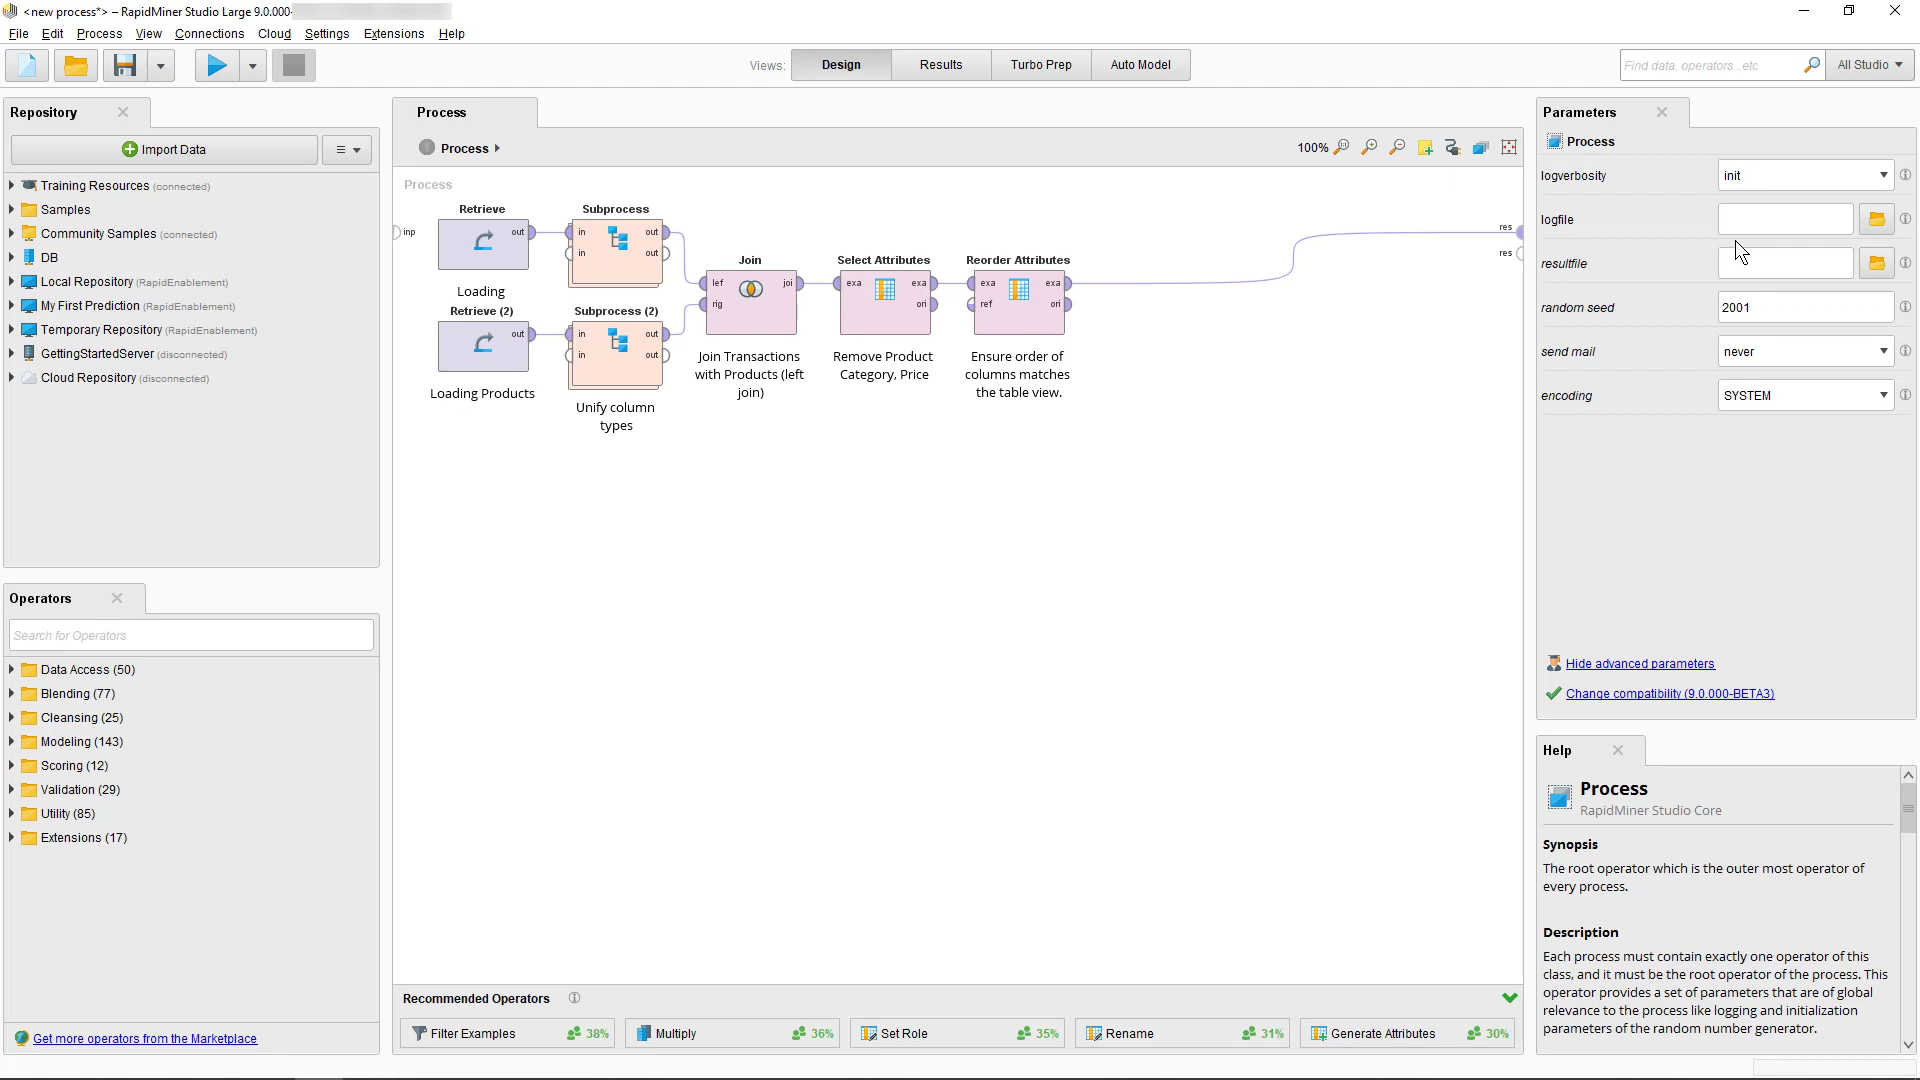 <new process*> – RapidMiner Studio Large 9.0.000-
File Edit Process View Connections Cloud Settings Extensions Help
Views: Design Results Turbo Prep Auto Model
Find data, operators...etc All Studio
Repository
Import Data
Training Resources (connected)
Samples
Community Samples (connected)
DB
Local Repository (RapidEnablement)
My First Prediction (RapidEnablement)
Temporary Repository (RapidEnablement)
GettingStartedServer (disconnected)
Cloud Repository (disconnected)
Operators
Search for Operators
Data Access (50)
Blending (77)
Cleansing (25)
Modeling (143)
Scoring (12)
Validation (29)
Utility (85)
Extensions (17)
Get more operators from the Marketplace
Process
Process
100%
Process
inp
Retrieve
out
Loading
Subprocess
in out
in out
Retrieve (2)
out
Loading Products
Subprocess (2)
in out
in out
Unify column
types
Join
lef joi
rig
Join Transactions
with Products (left
join)
Select Attributes
exa exa
ori
Remove Product
Category, Price
Reorder Attributes
exa exa
ref ori
Ensure order of
columns matches
the table view.
res
res
Recommended Operators
Filter Examples 38%
Multiply 36%
Set Role 35%
Rename 31%
Generate Attributes 30%
Parameters
Process
logverbosity init
logfile
resultfile
random seed 2001
send mail never
encoding SYSTEM
Hide advanced parameters
Change compatibility (9.0.000-BETA3)
Help
Process
RapidMiner Studio Core
Synopsis
The root operator which is the outer most operator of
every process.
Description
Each process must contain exactly one operator of this
class, and it must be the root operator of the process. This
operator provides a set of parameters that are of global
relevance to the process like logging and initialization
parameters of the random number generator.